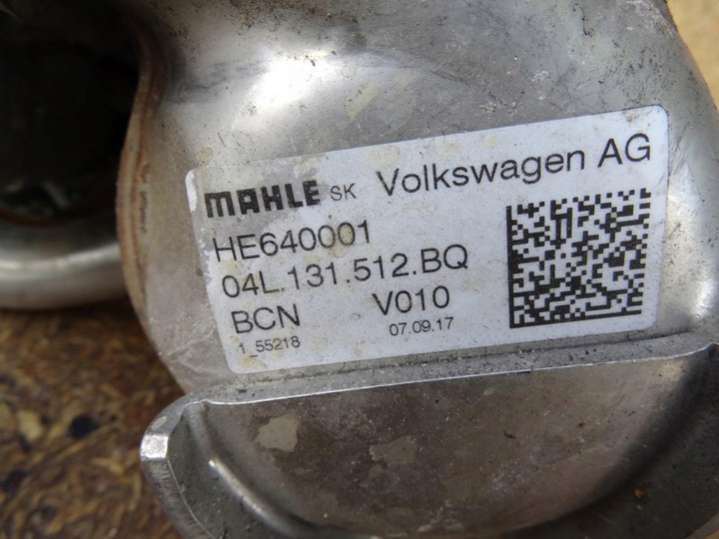 MAHLE SK Volkswagen AG
HE640001
04L.131.512.BQ
BCN V010
1_55218 07.09.17